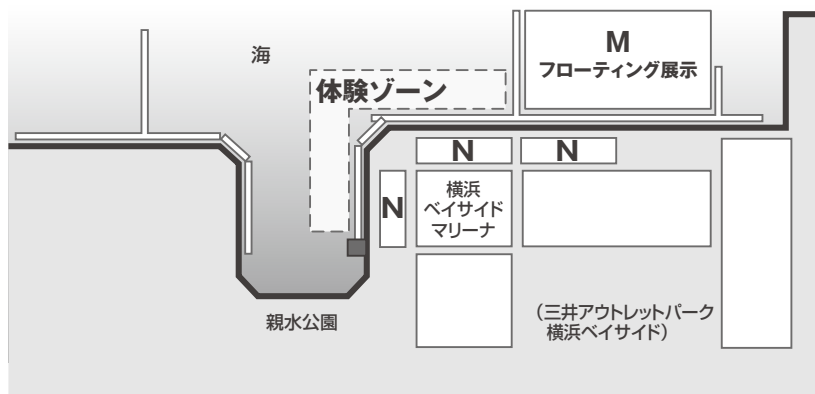 海
体験ゾーン
M
フローティング展示
N
N
N
横浜
ベイサイド
マリーナ
親水公園
（三井アウトレットパーク
横浜ベイサイド）